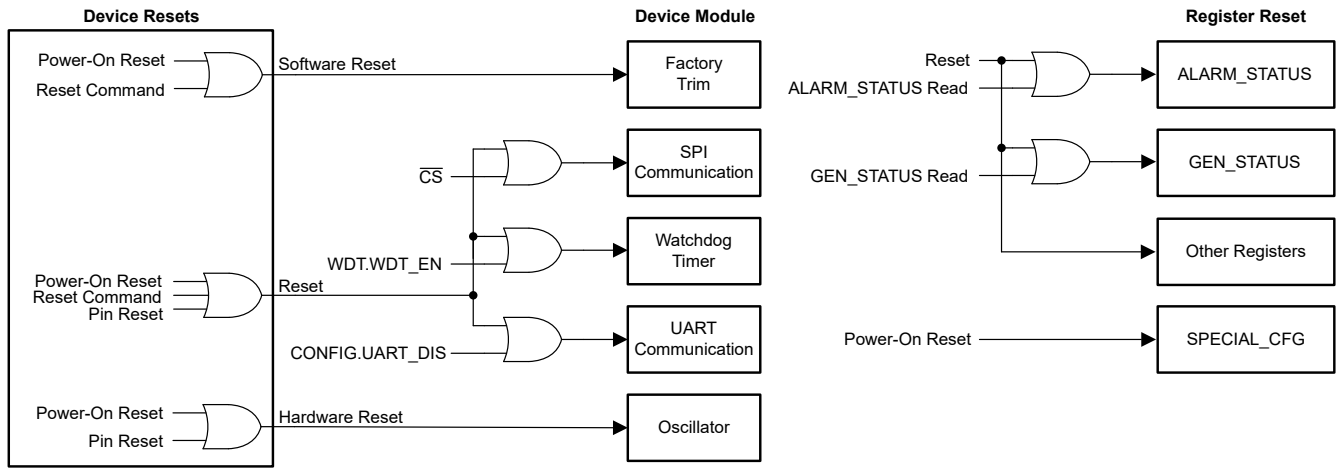 Device Resets
Device Module
Register Reset
Power-On Reset
Reset Command
Software Reset
Factory
Trim
Reset
ALARM_STATUS Read
ALARM_STATUS
CS
SPI
Communication
GEN_STATUS Read
GEN_STATUS
WDT.WDT_EN
Watchdog
Timer
Other Registers
Power-On Reset
Reset Command
Pin Reset
Reset
CONFIG.UART_DIS
UART
Communication
Power-On Reset
SPECIAL_CFG
Power-On Reset
Pin Reset
Hardware Reset
Oscillator